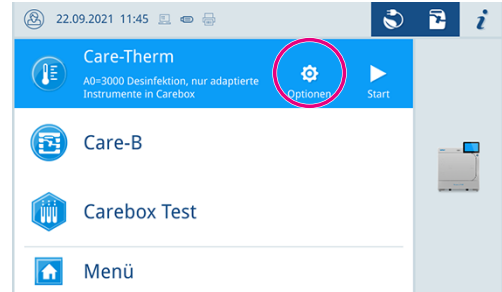 22.09.2021 11:45
i
Care-Therm
A0=3000 Desinfektion, nur adaptierte
Instrumente in Carebox
Optionen
Start
Care-B
Carebox Test
Menü